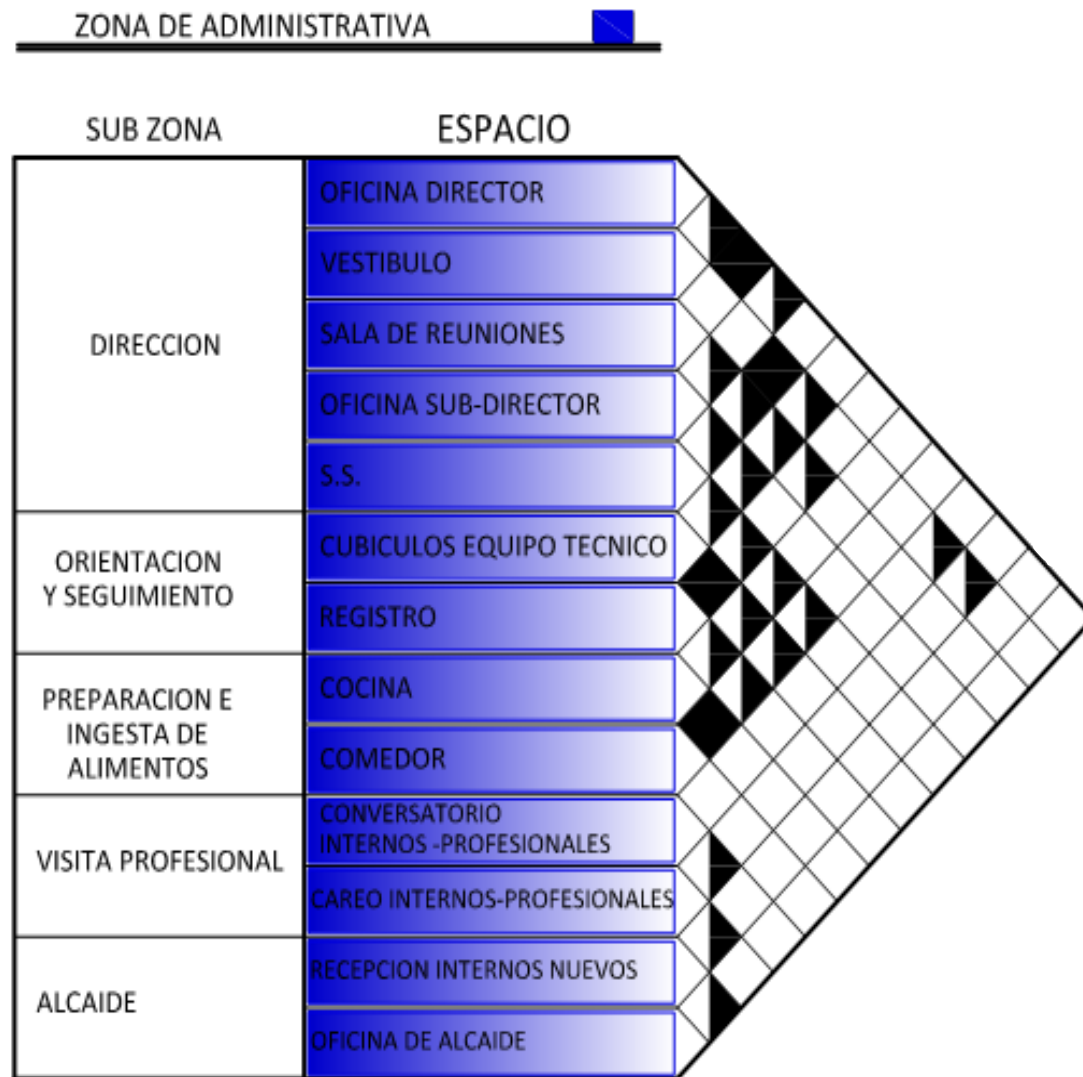 ZONA DE ADMINISTRATIVA
SUB ZONA
ESPACIO
DIRECCION
OFICINA DIRECTOR
VESTIBULO
SALA DE REUNIONES
OFICINA SUB-DIRECTOR
S.S.
ORIENTACION
Y SEGUIMIENTO
CUBICULOS EQUIPO TECNICO
REGISTRO
PREPARACION E
INGESTA DE
ALIMENTOS
COCINA
COMEDOR
VISITA PROFESIONAL
CONVERSATORIO
INTERNOS -PROFESIONALES
CAREO INTERNOS-PROFESIONALES
ALCAIDE
RECEPCION INTERNOS NUEVOS
OFICINA DE ALCAIDE